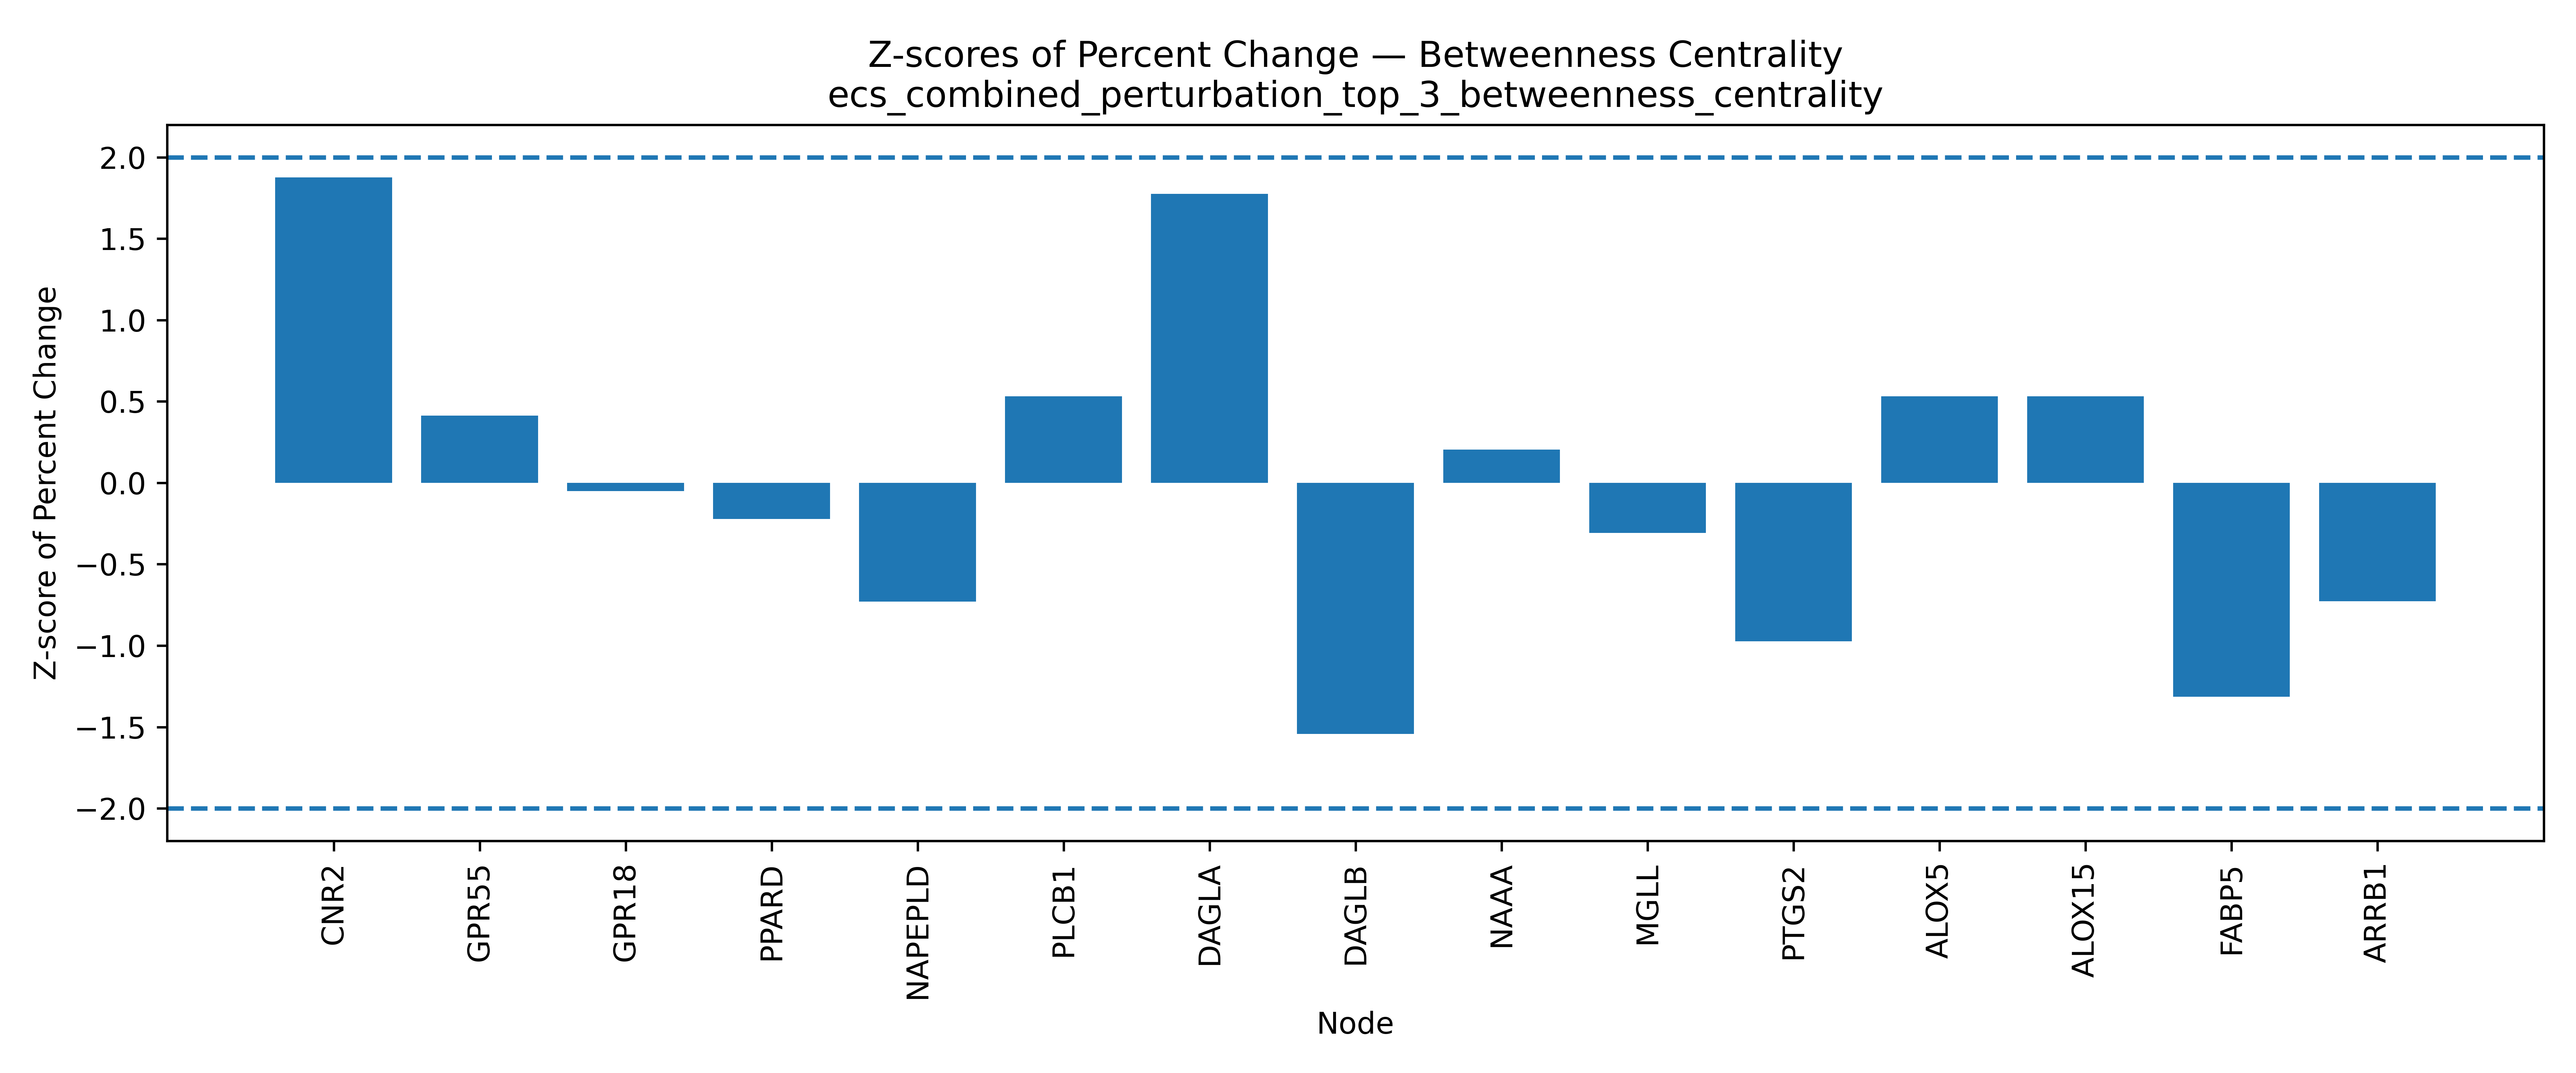 Z-scores of Percent Change — Betweenness Centrality
ecs_combined_perturbation_top_3_betweenness_centrality
Z-score of Percent Change
2.0
1.5
1.0
0.5
0.0
−0.5
−1.0
−1.5
−2.0
CNR2
GPR55
GPR18
PPARD
NAPEPLD
PLCB1
DAGLA
DAGLB
NAAA
MGLL
PTGS2
ALOX5
ALOX15
FABP5
ARRB1
Node